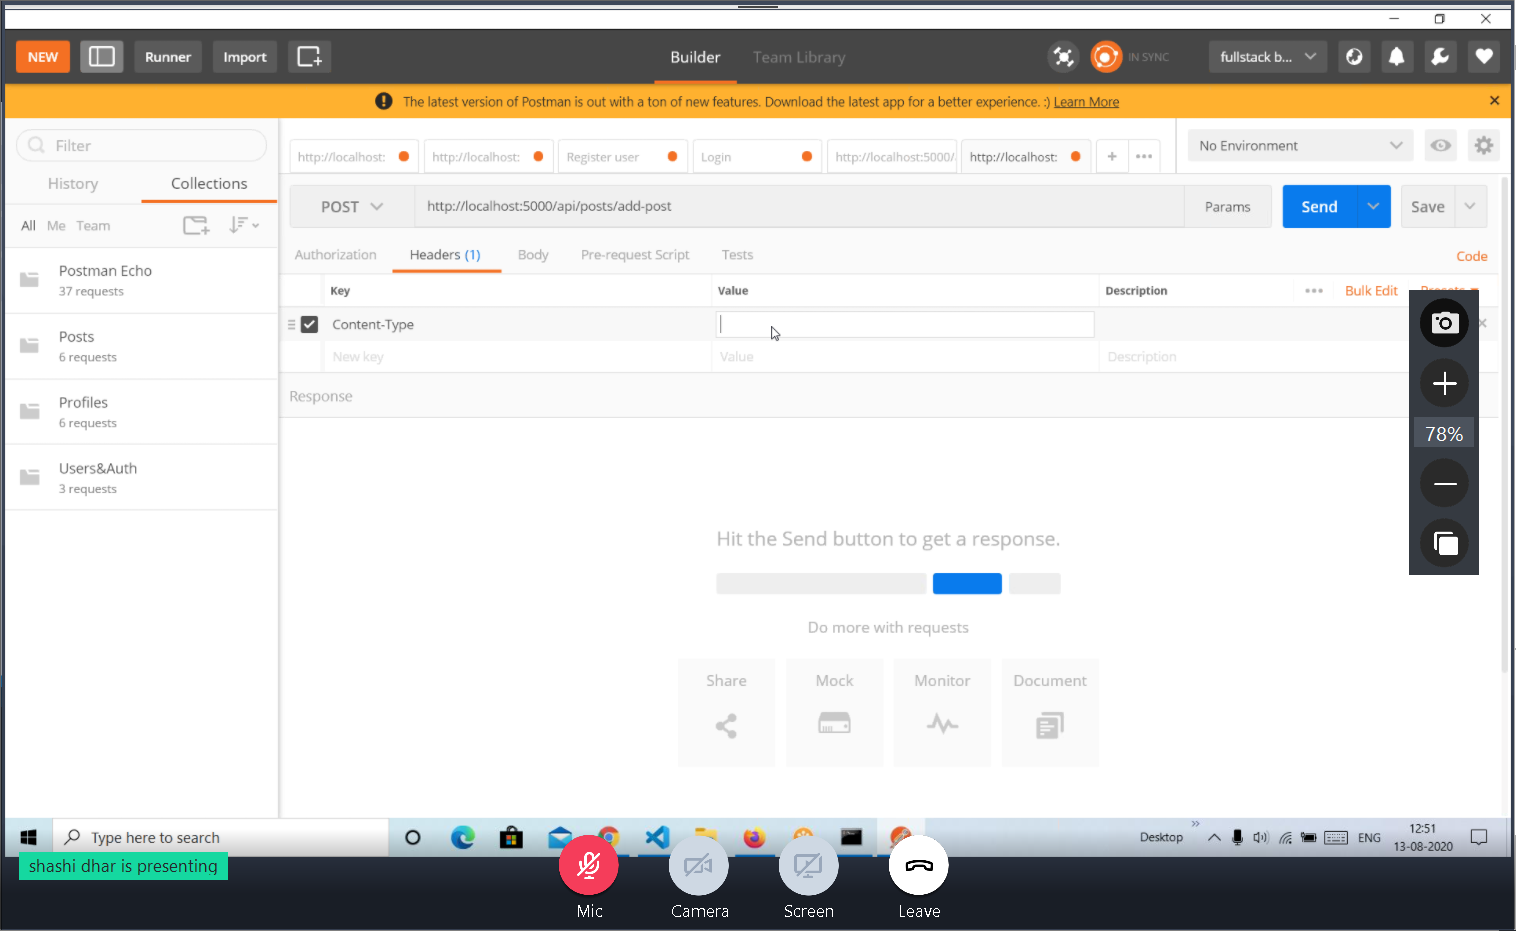 NEW
Runner
Import
Builder
Team Library
IN SYNC
fullstack b...
The latest version of Postman is out with a ton of new features. Download the latest app for a better experience. :) Learn More
Filter
History
Collections
All Me Team
Postman Echo
37 requests
Posts
6 requests
Profiles
6 requests
Users&Auth
3 requests
http://localhost:
http://localhost:
Register user
Login
http://localhost:5000/
http://localhost:
No Environment
POST
http://localhost:5000/api/posts/add-post
Params
Send
Save
Authorization
Headers (1)
Body
Pre-request Script
Tests
Code
Key
Value
Description
Bulk Edit
Content-Type
New key
Value
Description
Response
78%
Hit the Send button to get a response.
Do more with requests
Share
Mock
Monitor
Document
Type here to search
Desktop
ENG
12:51
13-08-2020
shashi dhar is presenting
Mic
Camera
Screen
Leave